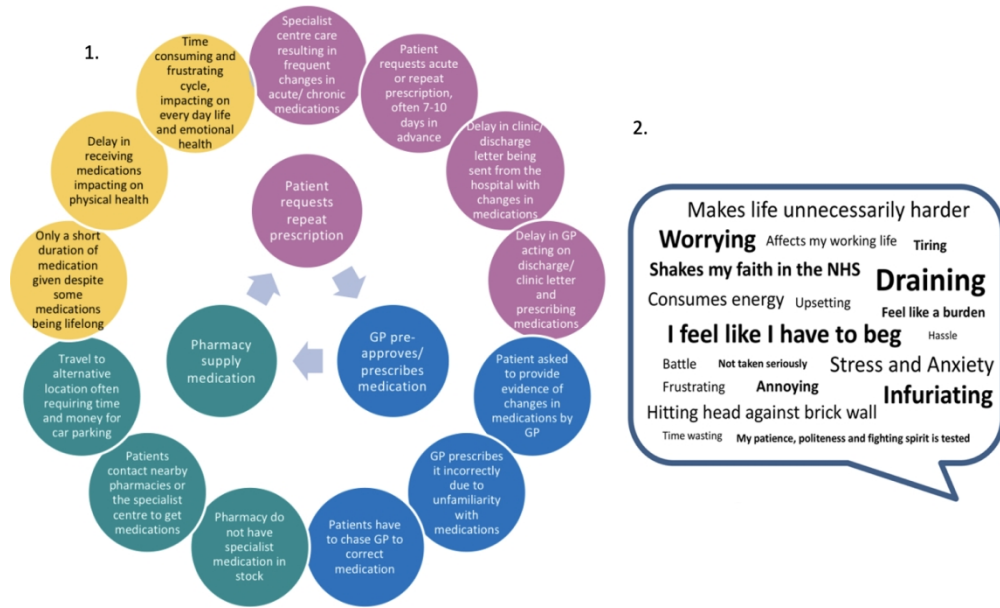 1.
Specialist
centre care
resulting in
frequent
changes in
acute/ chronic
medications
Patient
requests acute
or repeat
prescription,
often 7-10
days in
advance
Delay in clinic/
discharge
letter being
sent from the
hospital with
changes in
medications
Delay in GP
acting on
discharge/
clinic letter
and
prescribing
medications
Patient asked
to provide
evidence of
changes in
medications by
GP
GP prescribes
it incorrectly
due to
unfamiliarity
with
medications
Patients have
to chase GP to
correct
medication
Pharmacy do
not have
specialist
medication in
stock
Patients
contact nearby
pharmacies or
the specialist
centre to get
medications
Travel to
alternative
location often
requiring time
and money for
car parking
Only a short
duration of
medication
given despite
some
medications
being lifelong
Delay in
receiving
medications
impacting on
physical health
Time
consuming and
frustrating
cycle,
impacting on
every day life
and emotional
health
Patient
requests
repeat
prescription
GP pre-
approves/
prescribes
medication
Pharmacy
supply
medication
2.
Makes life unnecessarily harder
Worrying Affects my working life Tiring
Shakes my faith in the NHS
Draining
Consumes energy Upsetting
Feel like a burden
I feel like I have to beg Hassle
Battle Not taken seriously Stress and Anxiety
Frustrating Annoying Infuriating
Hitting head against brick wall
Time wasting My patience, politeness and fighting spirit is tested